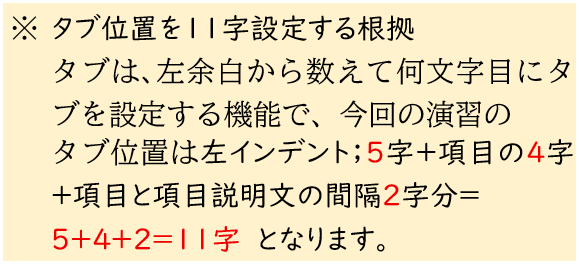 ※ タブ位置を11字設定する根拠
タブは、左余白から数えて何文字目にタ
ブを設定する機能で、今回の演習の
タブ位置は左インデント；5字＋項目の4字
＋項目と項目説明文の間隔2字分＝
5+4+2=11字 となります。